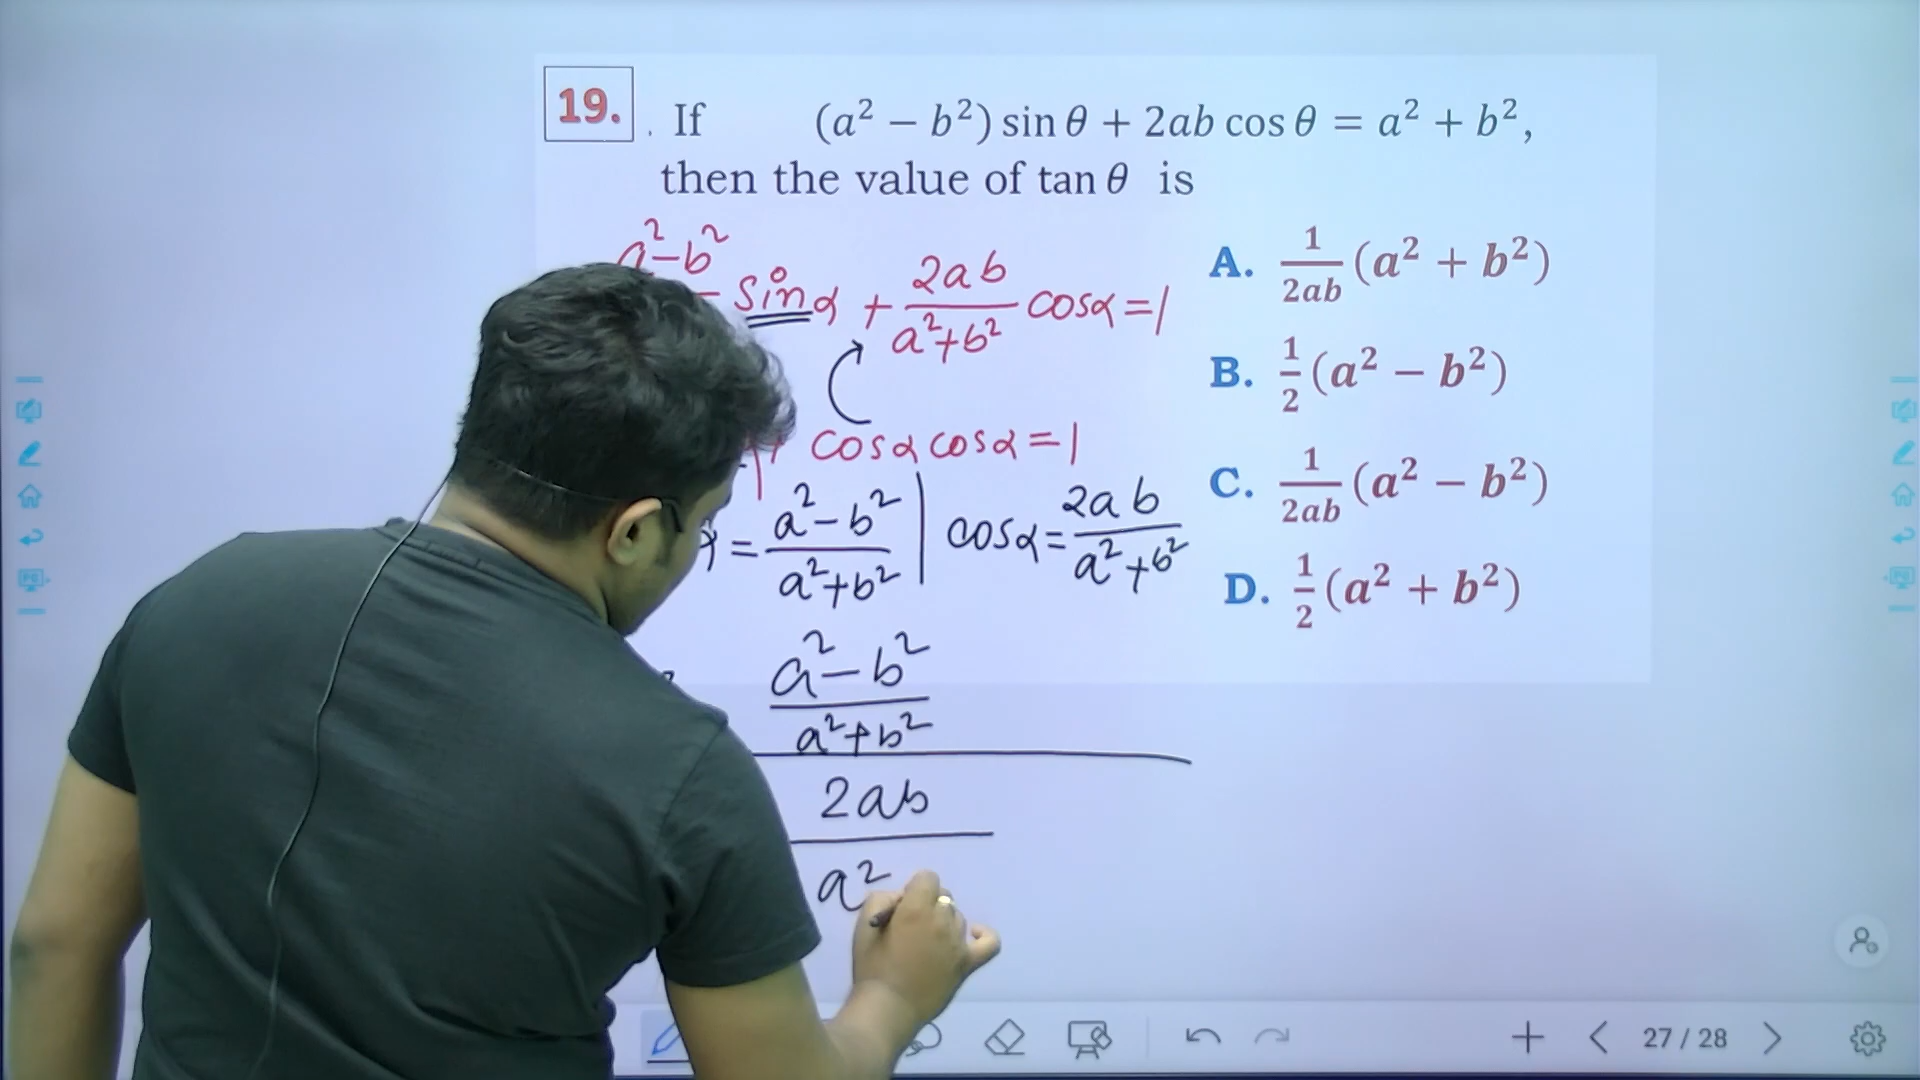 19. . If (a² − b²) sin θ + 2ab cos θ = a² + b²,
then the value of tan θ is
a²−b² sinα + 2ab/a²+b² cosα = 1
cosα cosα = 1
α = a²−b²/a²+b² | cosα = 2ab/a²+b²
a²−b²
a²+b²
2ab
a²
A. 1/2ab (a² + b²)
B. 1/2 (a² − b²)
C. 1/2ab (a² − b²)
D. 1/2 (a² + b²)
27 / 28